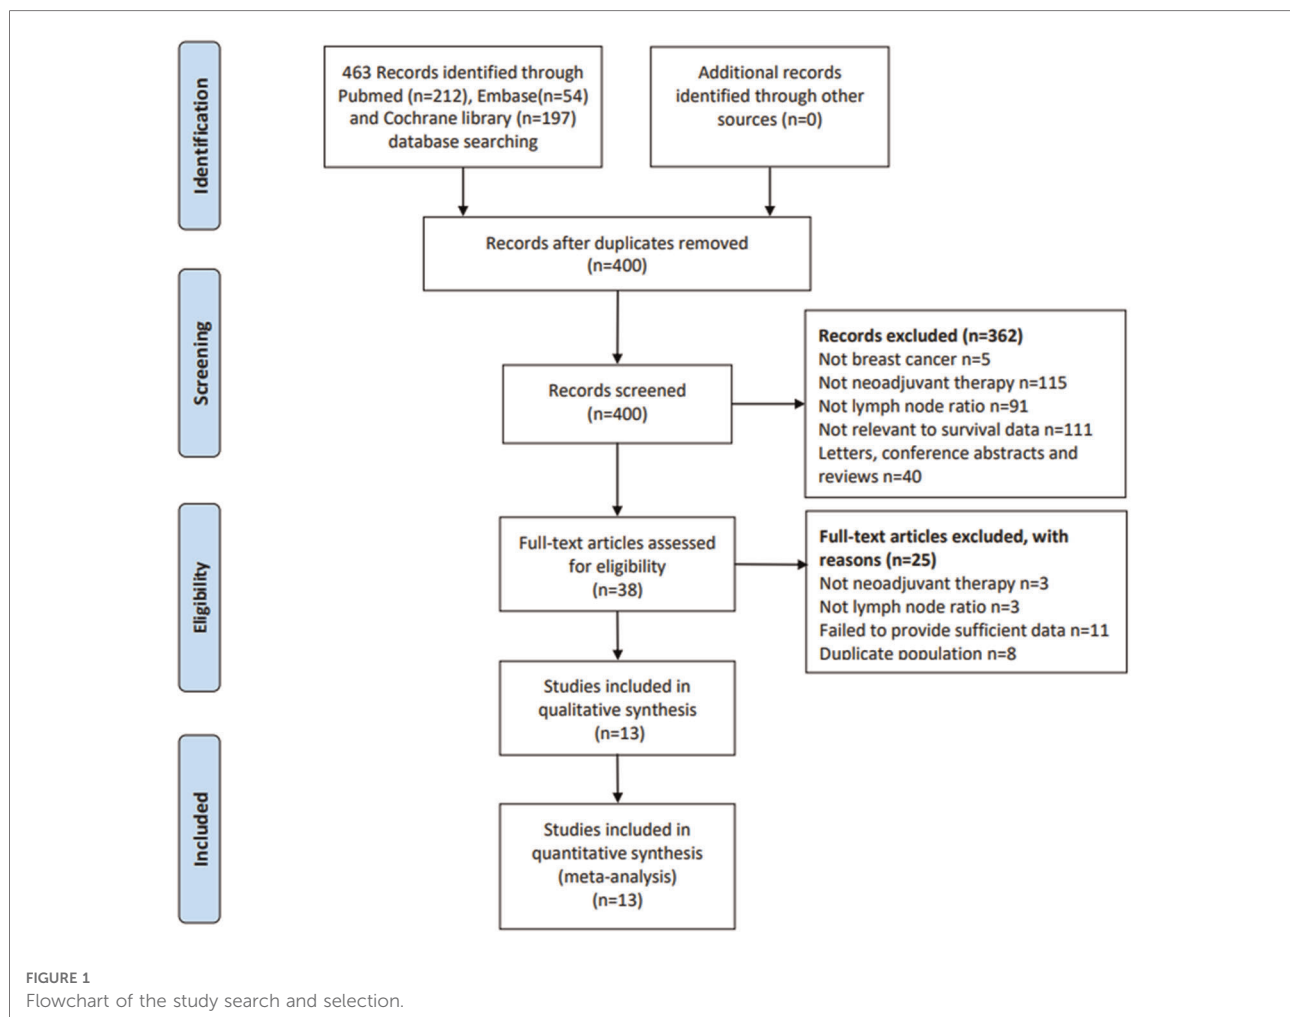 Identification
463 Records identified through
Pubmed (n=212), Embase(n=54)
and Cochrane library (n=197)
database searching
Additional records
identified through other
sources (n=0)
Records after duplicates removed
(n=400)
Screening
Records screened
(n=400)
Records excluded (n=362)
Not breast cancer n=5
Not neoadjuvant therapy n=115
Not lymph node ratio n=91
Not relevant to survival data n=111
Letters, conference abstracts and
reviews n=40
Eligibility
Full-text articles assessed
for eligibility
(n=38)
Full-text articles excluded, with
reasons (n=25)
Not neoadjuvant therapy n=3
Not lymph node ratio n=3
Failed to provide sufficient data n=11
Duplicate population n=8
Studies included in
qualitative synthesis
(n=13)
Included
Studies included in
quantitative synthesis
(meta-analysis)
(n=13)
FIGURE 1
Flowchart of the study search and selection.